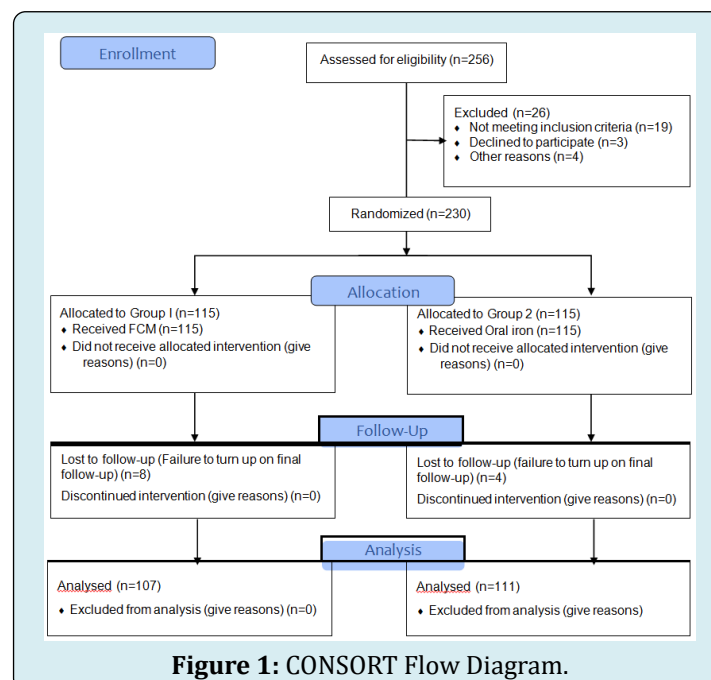 Enrollment
Assessed for eligibility (n=256)
Excluded (n=26)
♦ Not meeting inclusion criteria (n=19)
♦ Declined to participate (n=3)
♦ Other reasons (n=4)
Randomized (n=230)
Allocation
Allocated to Group I (n=115)
♦ Received FCM (n=115)
♦ Did not receive allocated intervention (give
reasons) (n=0)
Allocated to Group 2 (n=115)
♦ Received Oral iron (n=115)
♦ Did not receive allocated intervention (give
reasons) (n=0)
Follow-Up
Lost to follow-up (Failure to turn up on final
follow-up) (n=8)
Discontinued intervention (give reasons) (n=0)
Lost to follow-up (failure to turn up on final
follow-up) (n=4)
Discontinued intervention (give reasons) (n=0)
Analysis
Analysed (n=107)
♦ Excluded from analysis (give reasons) (n=0)
Analysed (n=111)
♦ Excluded from analysis (give reasons)
Figure 1: CONSORT Flow Diagram.